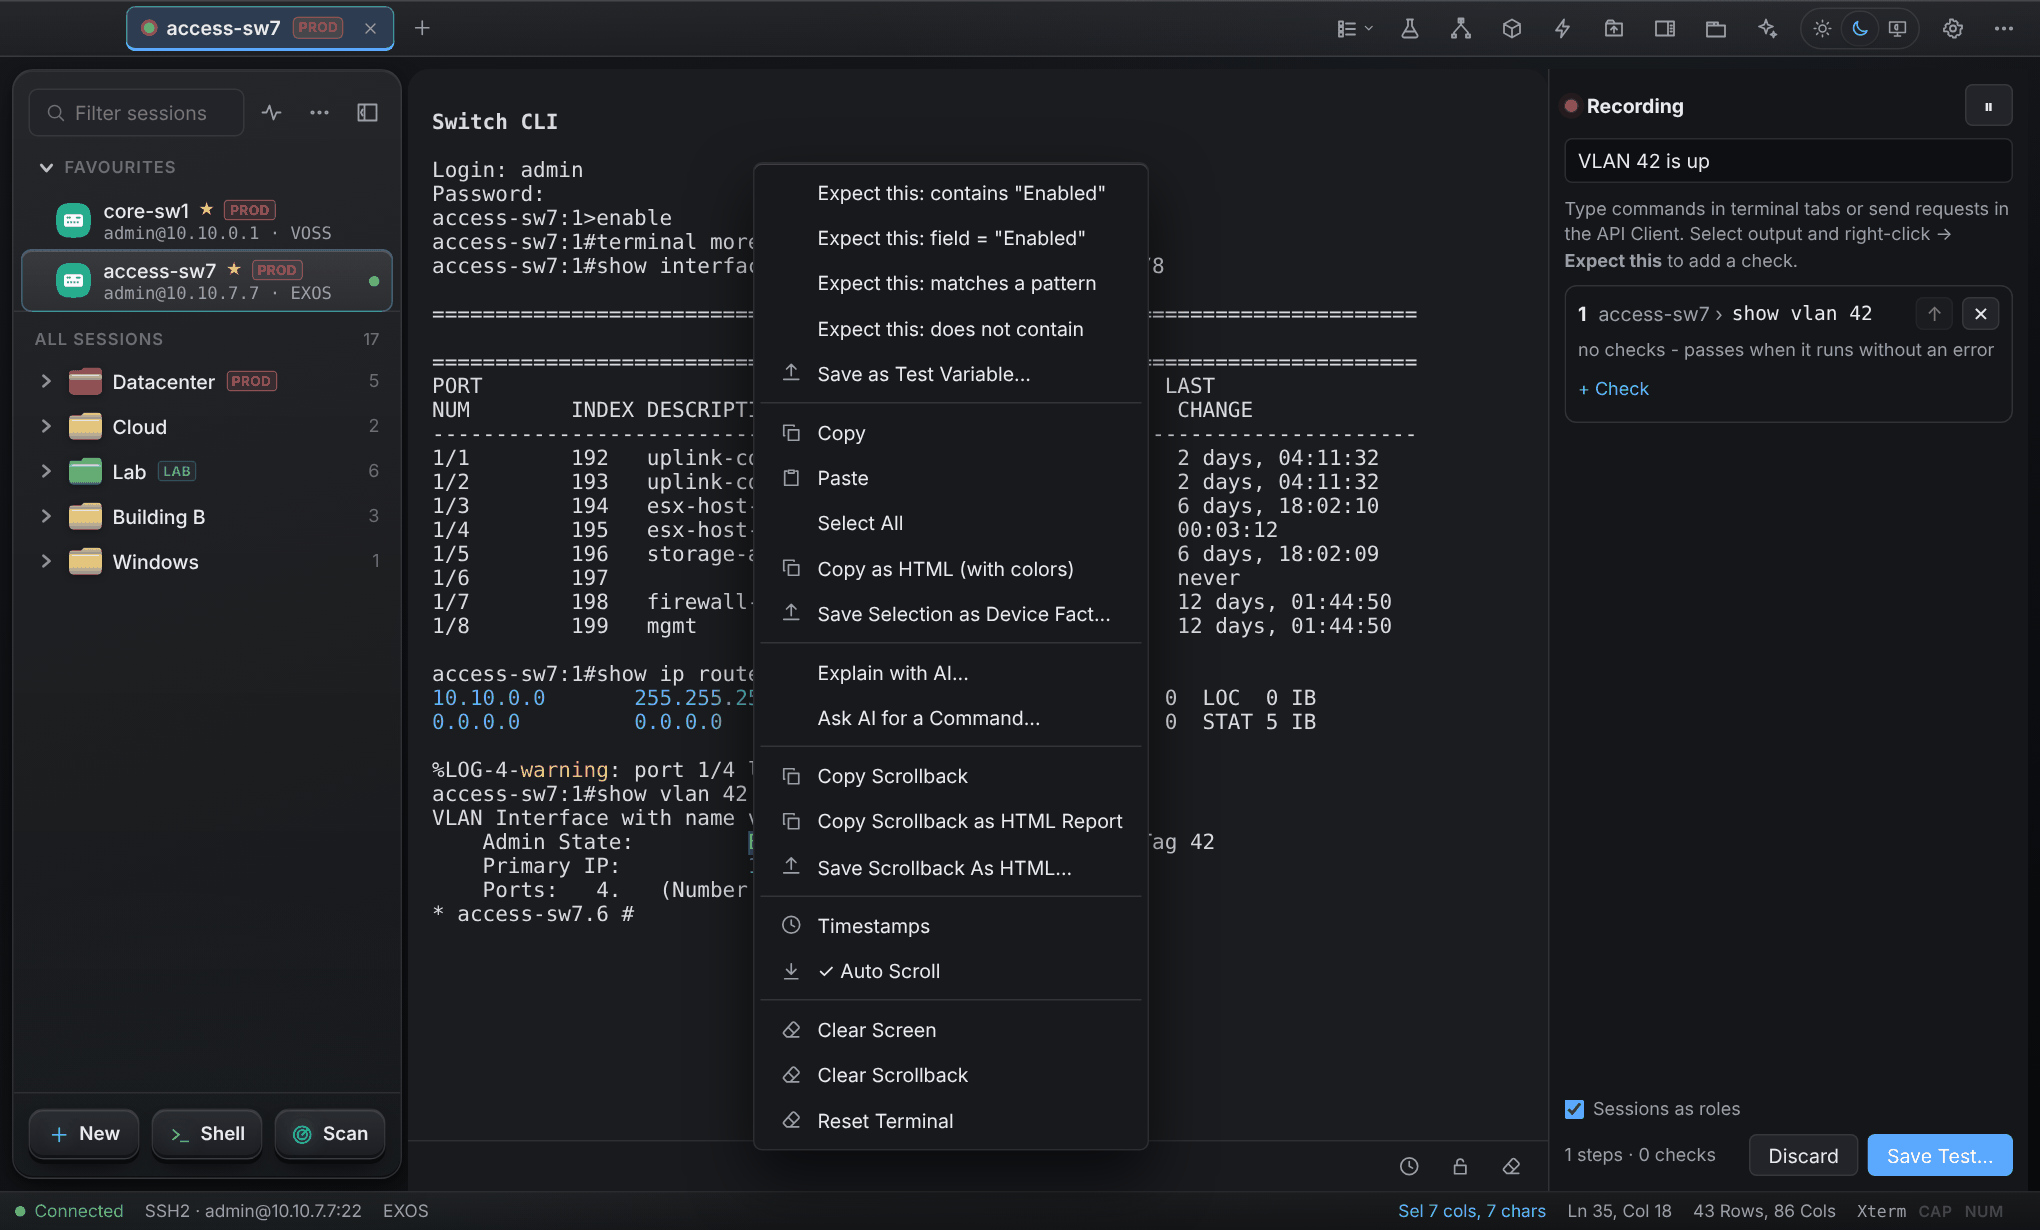 access-sw7 PROD
Filter sessions
FAVOURITES
core-sw1 PROD
admin@10.10.0.1 · VOSS
access-sw7 PROD
admin@10.10.7.7 · EXOS
ALL SESSIONS 17
Datacenter PROD 5
Cloud 2
Lab LAB 6
Building B 3
Windows 1
New
Shell
Scan
Switch CLI
Login: admin
Password:
access-sw7:1>enable
access-sw7:1#terminal more
access-sw7:1#show interfac 8
================================================
================================================
PORT LAST
NUM INDEX DESCRIPTI CHANGE
------------------------------------------------
1/1 192 uplink-co 2 days, 04:11:32
1/2 193 uplink-co 2 days, 04:11:32
1/3 194 esx-host- 6 days, 18:02:10
1/4 195 esx-host- 00:03:12
1/5 196 storage-a 6 days, 18:02:09
1/6 197 never
1/7 198 firewall- 12 days, 01:44:50
1/8 199 mgmt 12 days, 01:44:50
access-sw7:1#show ip route
10.10.0.0 255.255.25 0 LOC 0 IB
0.0.0.0 0.0.0.0 0 STAT 5 IB
%LOG-4-warning: port 1/4 l
access-sw7:1#show vlan 42
VLAN Interface with name v
Admin State: Tag 42
Primary IP:
Ports: 4. (Number
* access-sw7.6 #
Expect this: contains "Enabled"
Expect this: field = "Enabled"
Expect this: matches a pattern
Expect this: does not contain
Save as Test Variable...
Copy
Paste
Select All
Copy as HTML (with colors)
Save Selection as Device Fact...
Explain with AI...
Ask AI for a Command...
Copy Scrollback
Copy Scrollback as HTML Report
Save Scrollback As HTML...
Timestamps
✓ Auto Scroll
Clear Screen
Clear Scrollback
Reset Terminal
Recording
VLAN 42 is up
Type commands in terminal tabs or send requests in
the API Client. Select output and right-click →
Expect this to add a check.
1 access-sw7 › show vlan 42
no checks - passes when it runs without an error
+ Check
Sessions as roles
1 steps · 0 checks
Discard
Save Test...
Connected SSH2 · admin@10.10.7.7:22 EXOS
Sel 7 cols, 7 chars Ln 35, Col 18 43 Rows, 86 Cols Xterm CAP NUM